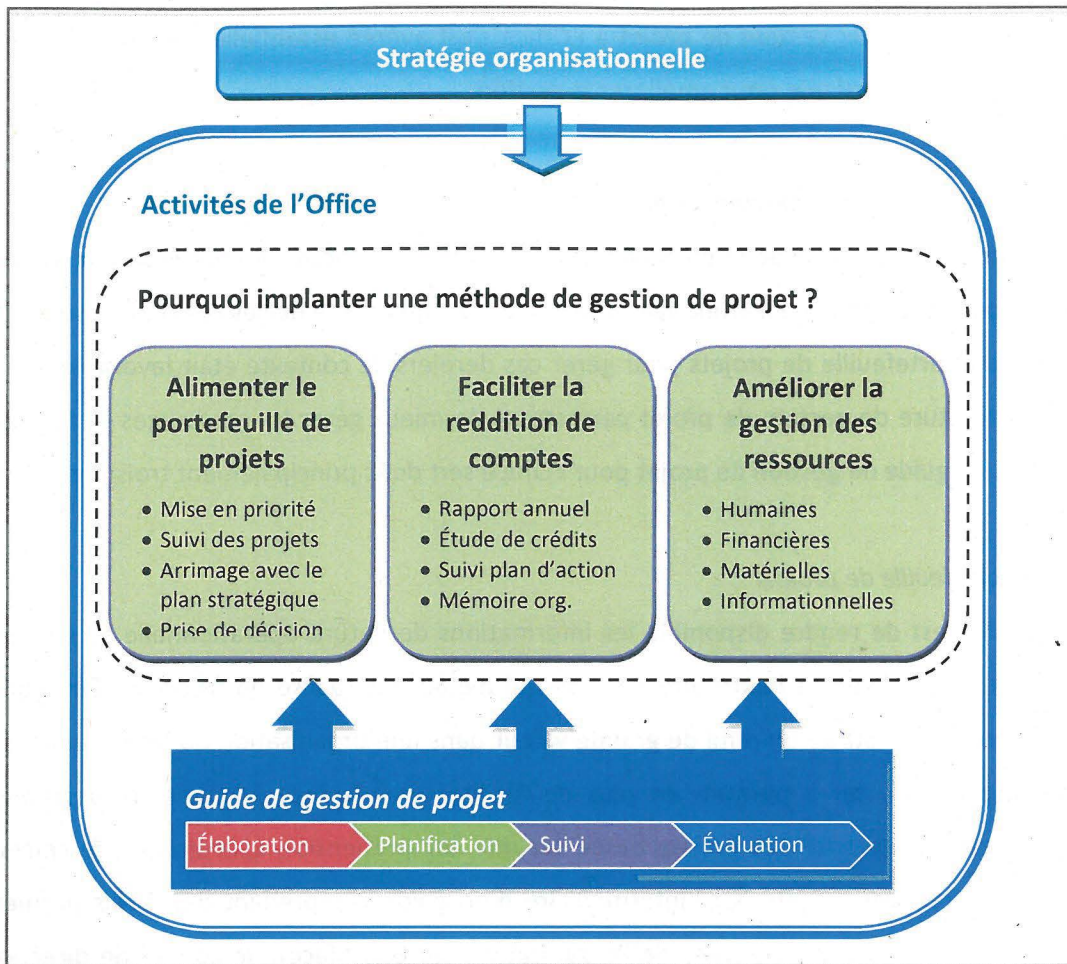 Stratégie organisationnelle
Activités de l'Office
Pourquoi implanter une méthode de gestion de projet ?
Alimenter le
portefeuille de
projets
• Mise en priorité
• Suivi des projets
• Arrimage avec le
plan stratégique
• Prise de décision
Faciliter la
reddition de
comptes
• Rapport annuel
• Étude de crédits
• Suivi plan d'action
• Mémoire org.
Améliorer la
gestion des
ressources
• Humaines
• Financières
• Matérielles
• Informationnelles
Guide de gestion de projet
Élaboration
Planification
Suivi
Évaluation